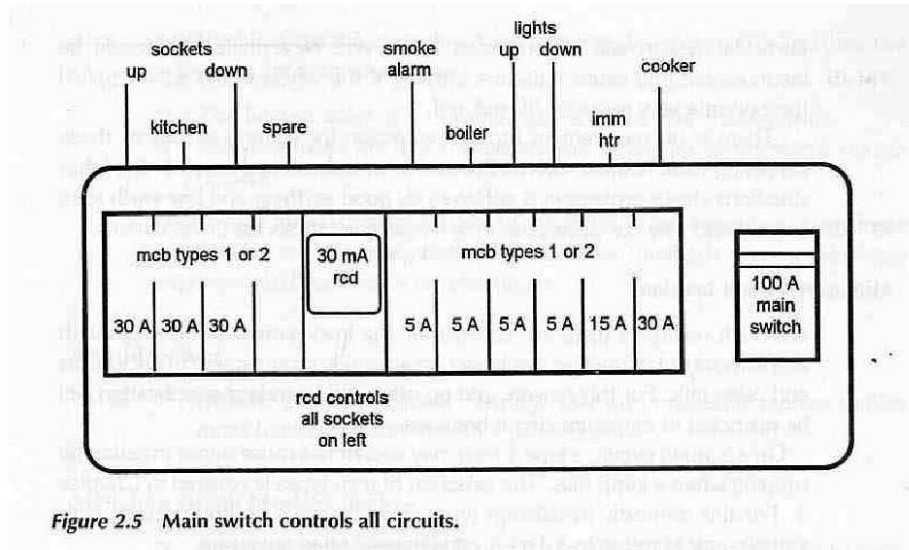 lights
sockets
smoke
up
down
up
down
alarm
cooker
kitchen
spare
boiler
imm
htr
mcb types 1 or 2
30 mA
rcd
mcb types 1 or 2
100 A
main
switch
30 A
30 A
30 A
5 A
5 A
5 A
5 A
15 A
30 A
rcd controls
all sockets
on left
Figure 2.5 Main switch controls all circuits.